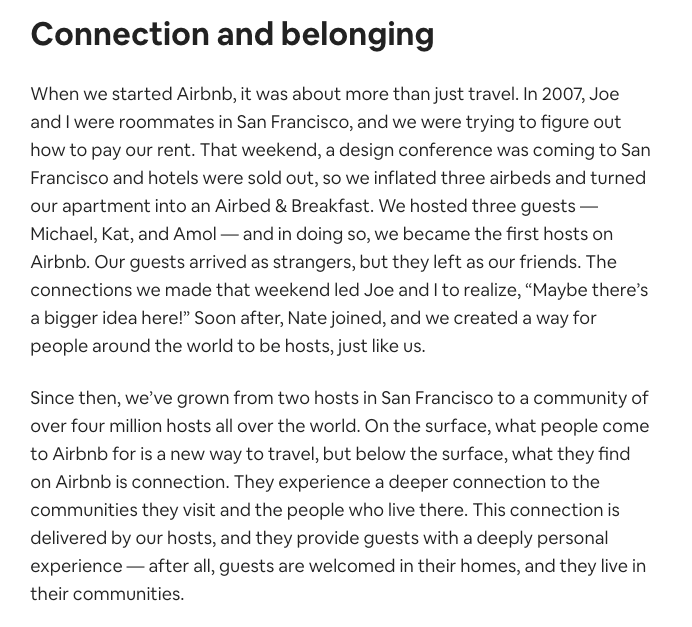 Connection and belonging
When we started Airbnb, it was about more than just travel. In 2007, Joe
and I were roommates in San Francisco, and we were trying to figure out
how to pay our rent. That weekend, a design conference was coming to San
Francisco and hotels were sold out, so we inflated three airbeds and turned
our apartment into an Airbed & Breakfast. We hosted three guests —
Michael, Kat, and Amol — and in doing so, we became the first hosts on
Airbnb. Our guests arrived as strangers, but they left as our friends. The
connections we made that weekend led Joe and I to realize, “Maybe there’s
a bigger idea here!” Soon after, Nate joined, and we created a way for
people around the world to be hosts, just like us.
Since then, we’ve grown from two hosts in San Francisco to a community of
over four million hosts all over the world. On the surface, what people come
to Airbnb for is a new way to travel, but below the surface, what they find
on Airbnb is connection. They experience a deeper connection to the
communities they visit and the people who live there. This connection is
delivered by our hosts, and they provide guests with a deeply personal
experience — after all, guests are welcomed in their homes, and they live in
their communities.